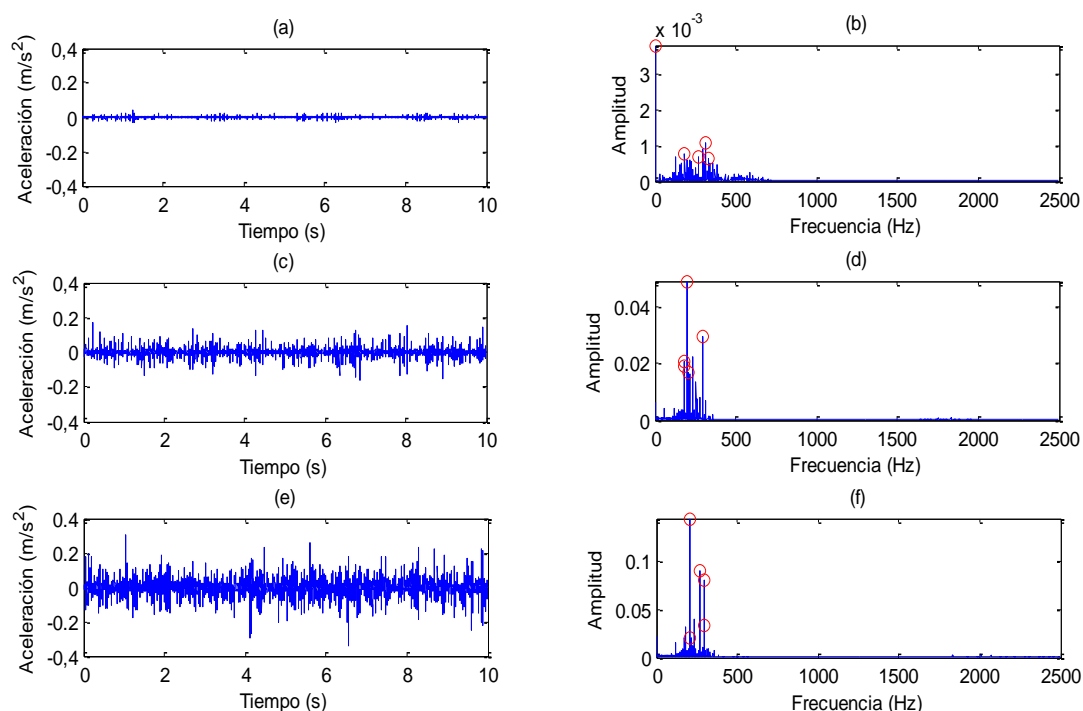 (a)
0,4
0.2
0
-0.2
-0,4
Aceleración (m/s²)
0 2 4 6 8 10
Tiempo (s)
(b)
x 10⁻³
3
2
1
0
Amplitud
0 500 1000 1500 2000 2500
Frecuencia (Hz)
(c)
0,4
0.2
0
-0.2
-0.4
Aceleración (m/s²)
0 2 4 6 8 10
Tiempo (s)
(d)
0.04
0.02
0
Amplitud
0 500 1000 1500 2000 2500
Frecuencia (Hz)
(e)
0.4
0.2
0
-0.2
-0.4
Aceleración (m/s²)
0 2 4 6 8 10
Tiempo (s)
(f)
0.1
0.05
0
Amplitud
0 500 1000 1500 2000 2500
Frecuencia (Hz)